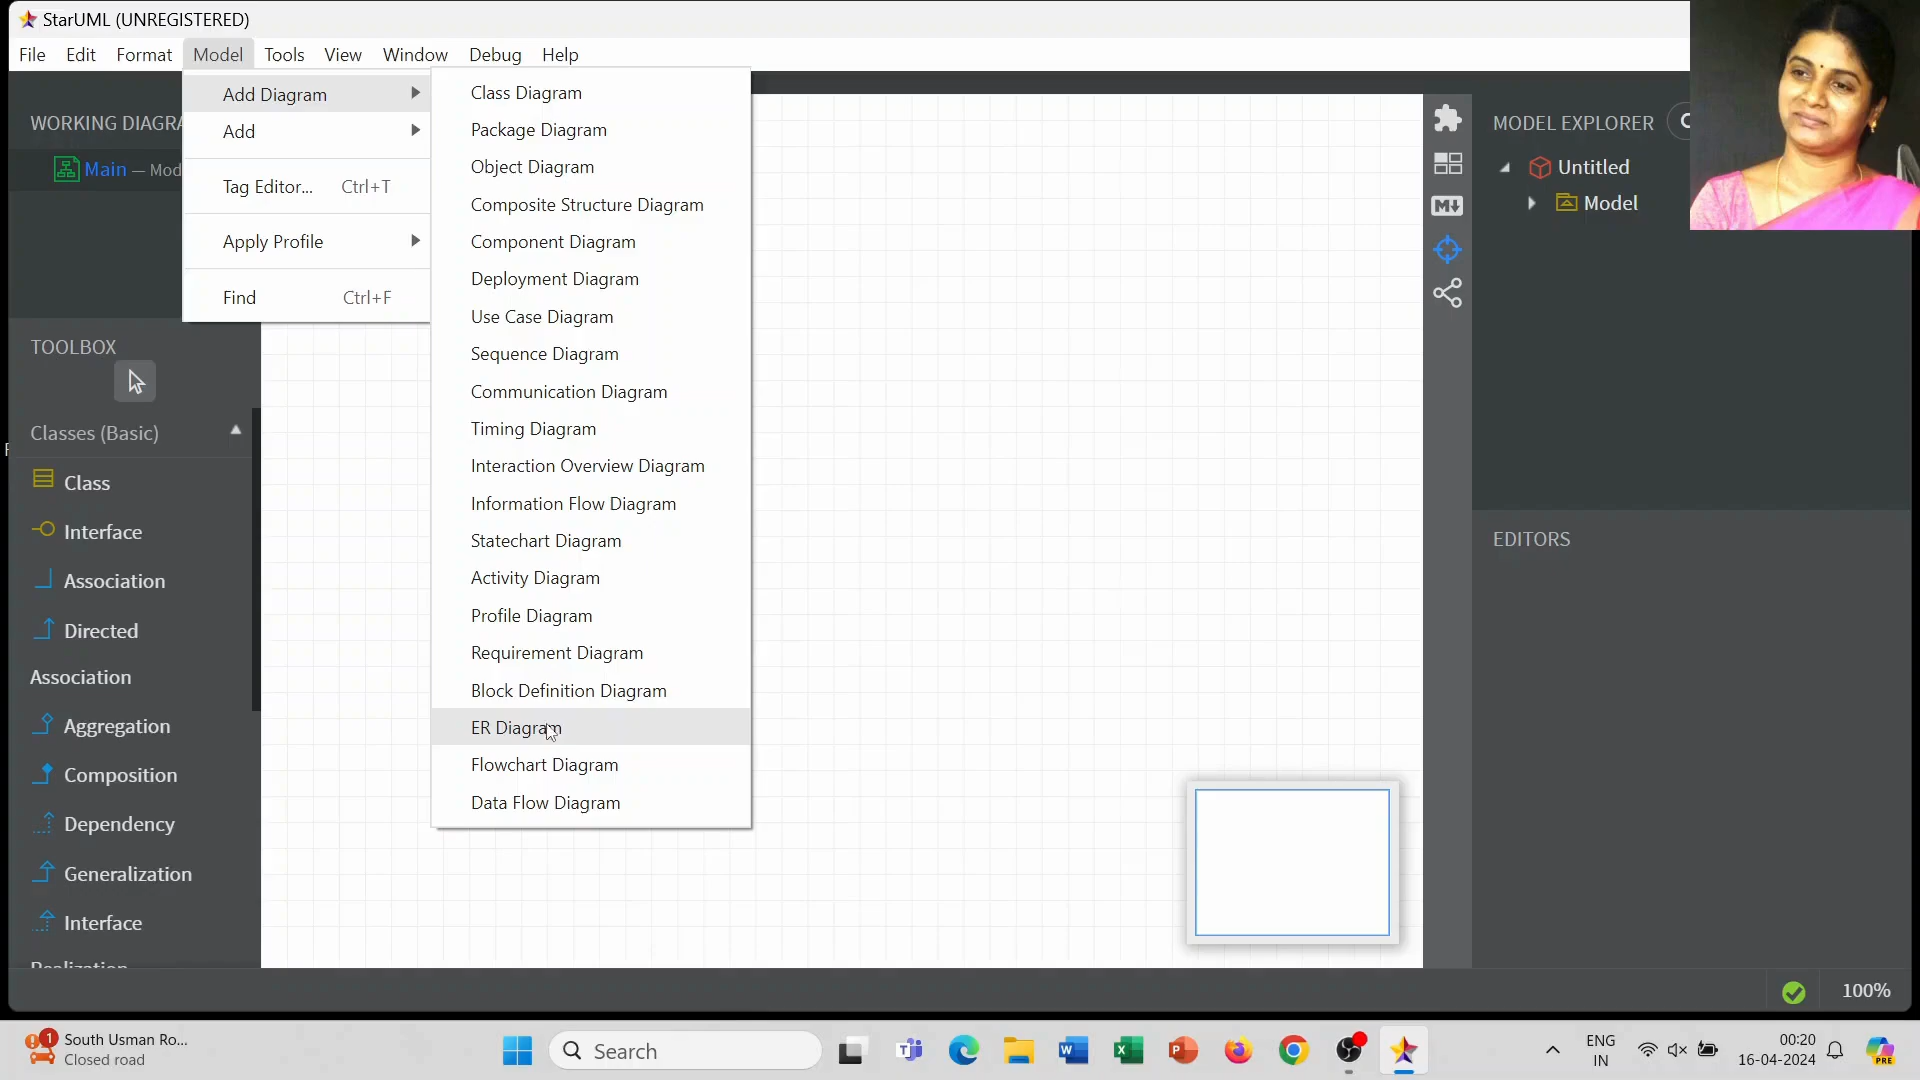 StarUML (UNREGISTERED)
File Edit Format Model Tools View Window Debug Help
WORKING DIAGRA
Main — Mod
Add Diagram
Add
Tag Editor... Ctrl+T
Apply Profile
Find Ctrl+F
Class Diagram
Package Diagram
Object Diagram
Composite Structure Diagram
Component Diagram
Deployment Diagram
Use Case Diagram
Sequence Diagram
Communication Diagram
Timing Diagram
Interaction Overview Diagram
Information Flow Diagram
Statechart Diagram
Activity Diagram
Profile Diagram
Requirement Diagram
Block Definition Diagram
ER Diagram
Flowchart Diagram
Data Flow Diagram
TOOLBOX
Classes (Basic)
Class
Interface
Association
Directed
Association
Aggregation
Composition
Dependency
Generalization
Interface
MODEL EXPLORER
Untitled
Model
EDITORS
100%
1
South Usman Ro...
Closed road
Search
ENG
IN
00:20
16-04-2024
PRE